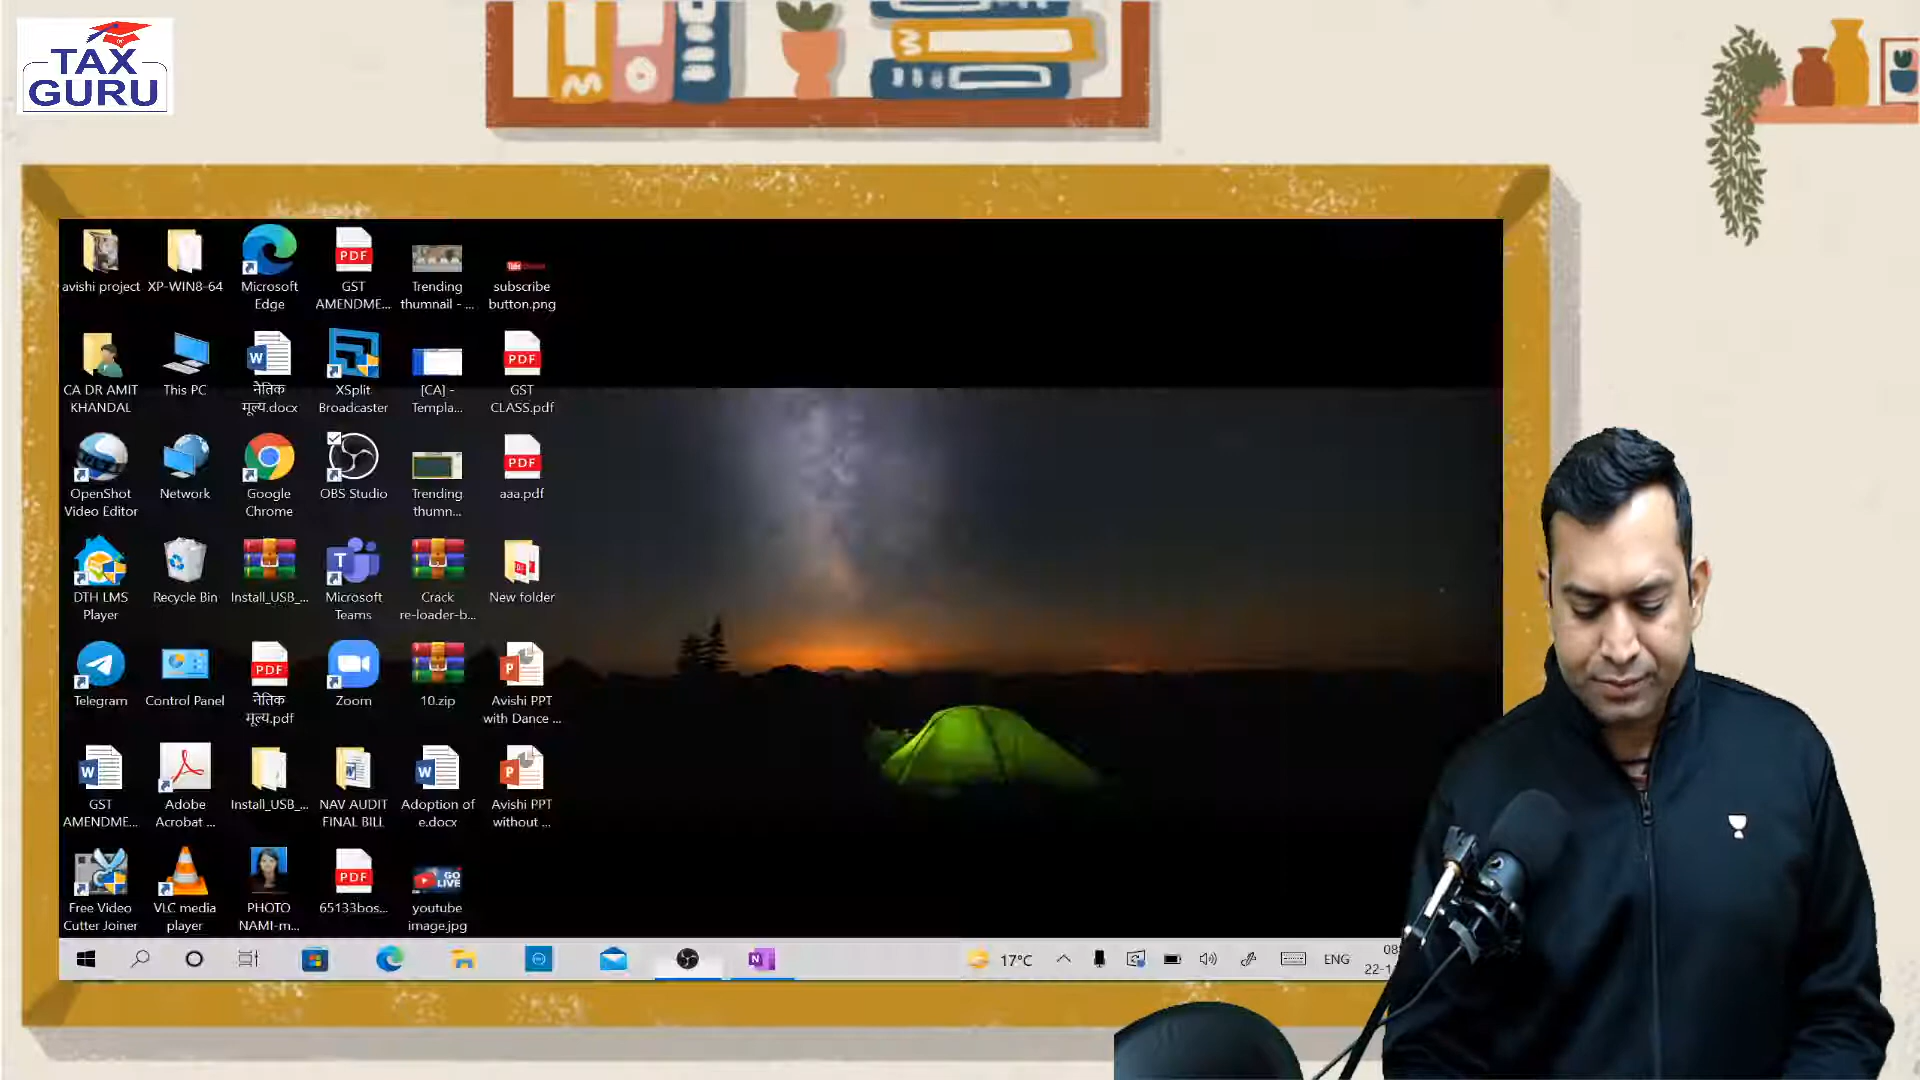 TAX
GURU
avishi project
XP-WIN8-64
Microsoft
Edge
GST
AMENDME...
Trending
thumnail - ...
subscribe
button.png
CA DR AMIT
KHANDAL
This PC
नैतिक
मूल्य.docx
XSplit
Broadcaster
[CA] -
Templa...
GST
CLASS.pdf
OpenShot
Video Editor
Network
Google
Chrome
OBS Studio
Trending
thumn...
aaa.pdf
DTH LMS
Player
Recycle Bin
Install_USB_...
Microsoft
Teams
Crack
re-loader-b...
New folder
Telegram
Control Panel
नैतिक
मूल्य.pdf
Zoom
10.zip
Avishi PPT
with Dance ...
GST
AMENDME...
Adobe
Acrobat ...
Install_USB_...
NAV AUDIT
FINAL BILL
Adoption of
e.docx
Avishi PPT
without ...
Free Video
Cutter Joiner
VLC media
player
PHOTO
NAMI-m...
65133bos...
GO
LIVE
youtube
image.jpg
PDF
PDF
PDF
PDF
PDF
17°C
ENG
08
22-1